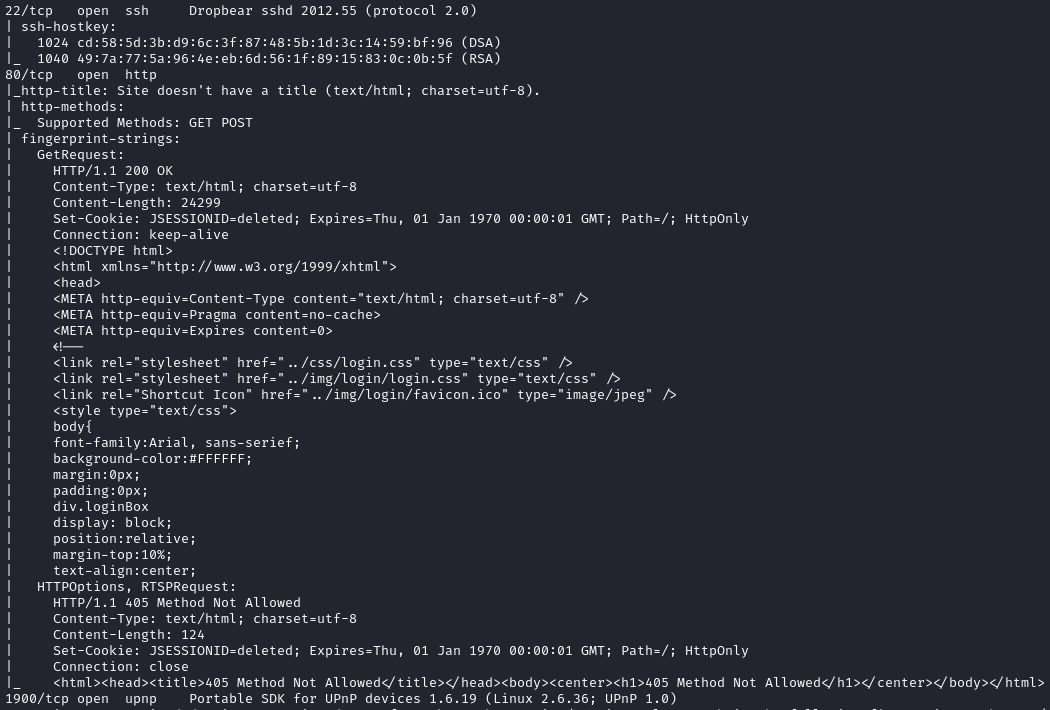 22/tcp   open  ssh     Dropbear sshd 2012.55 (protocol 2.0)
| ssh-hostkey:
|   1024 cd:58:5d:3b:d9:6c:3f:87:48:5b:1d:3c:14:59:bf:96 (DSA)
|_  1040 49:7a:77:5a:96:4e:eb:6d:56:1f:89:15:83:0c:0b:5f (RSA)
80/tcp   open  http
|_http-title: Site doesn't have a title (text/html; charset=utf-8).
| http-methods:
|_  Supported Methods: GET POST
| fingerprint-strings:
|   GetRequest:
|     HTTP/1.1 200 OK
|     Content-Type: text/html; charset=utf-8
|     Content-Length: 24299
|     Set-Cookie: JSESSIONID=deleted; Expires=Thu, 01 Jan 1970 00:00:01 GMT; Path=/; HttpOnly
|     Connection: keep-alive
|     <!DOCTYPE html>
|     <html xmlns="http://www.w3.org/1999/xhtml">
|     <head>
|     <META http-equiv=Content-Type content="text/html; charset=utf-8" />
|     <META http-equiv=Pragma content=no-cache>
|     <META http-equiv=Expires content=0>
|     <!--
|     <link rel="stylesheet" href="../css/login.css" type="text/css" />
|     <link rel="stylesheet" href="../img/login/login.css" type="text/css" />
|     <link rel="Shortcut Icon" href="../img/login/favicon.ico" type="image/jpeg" />
|     <style type="text/css">
|     body{
|     font-family:Arial, sans-serief;
|     background-color:#FFFFFF;
|     margin:0px;
|     padding:0px;
|     div.loginBox
|     display: block;
|     position:relative;
|     margin-top:10%;
|     text-align:center;
|   HTTPOptions, RTSPRequest:
|     HTTP/1.1 405 Method Not Allowed
|     Content-Type: text/html; charset=utf-8
|     Content-Length: 124
|     Set-Cookie: JSESSIONID=deleted; Expires=Thu, 01 Jan 1970 00:00:01 GMT; Path=/; HttpOnly
|     Connection: close
|_    <html><head><title>405 Method Not Allowed</title></head><body><center><h1>405 Method Not Allowed</h1></center></body></html>
1900/tcp open  upnp    Portable SDK for UPnP devices 1.6.19 (Linux 2.6.36; UPnP 1.0)